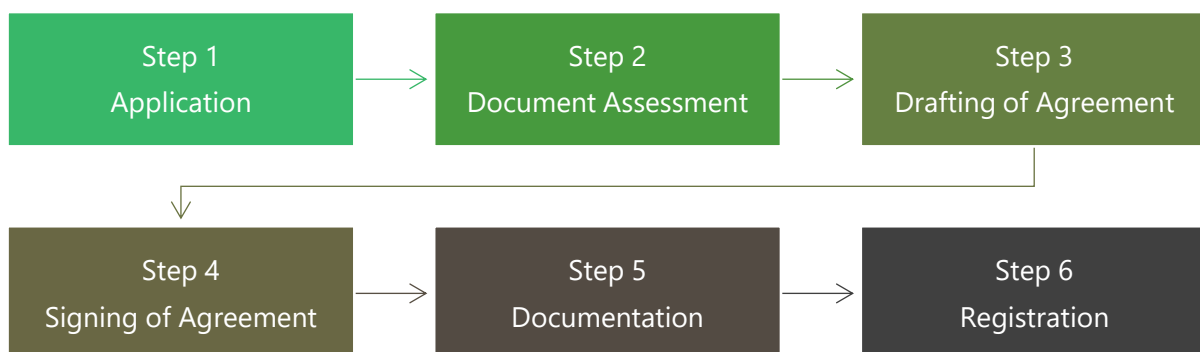 Step 1
Application
Step 2
Document Assessment
Step 3
Drafting of Agreement
Step 4
Signing of Agreement
Step 5
Documentation
Step 6
Registration